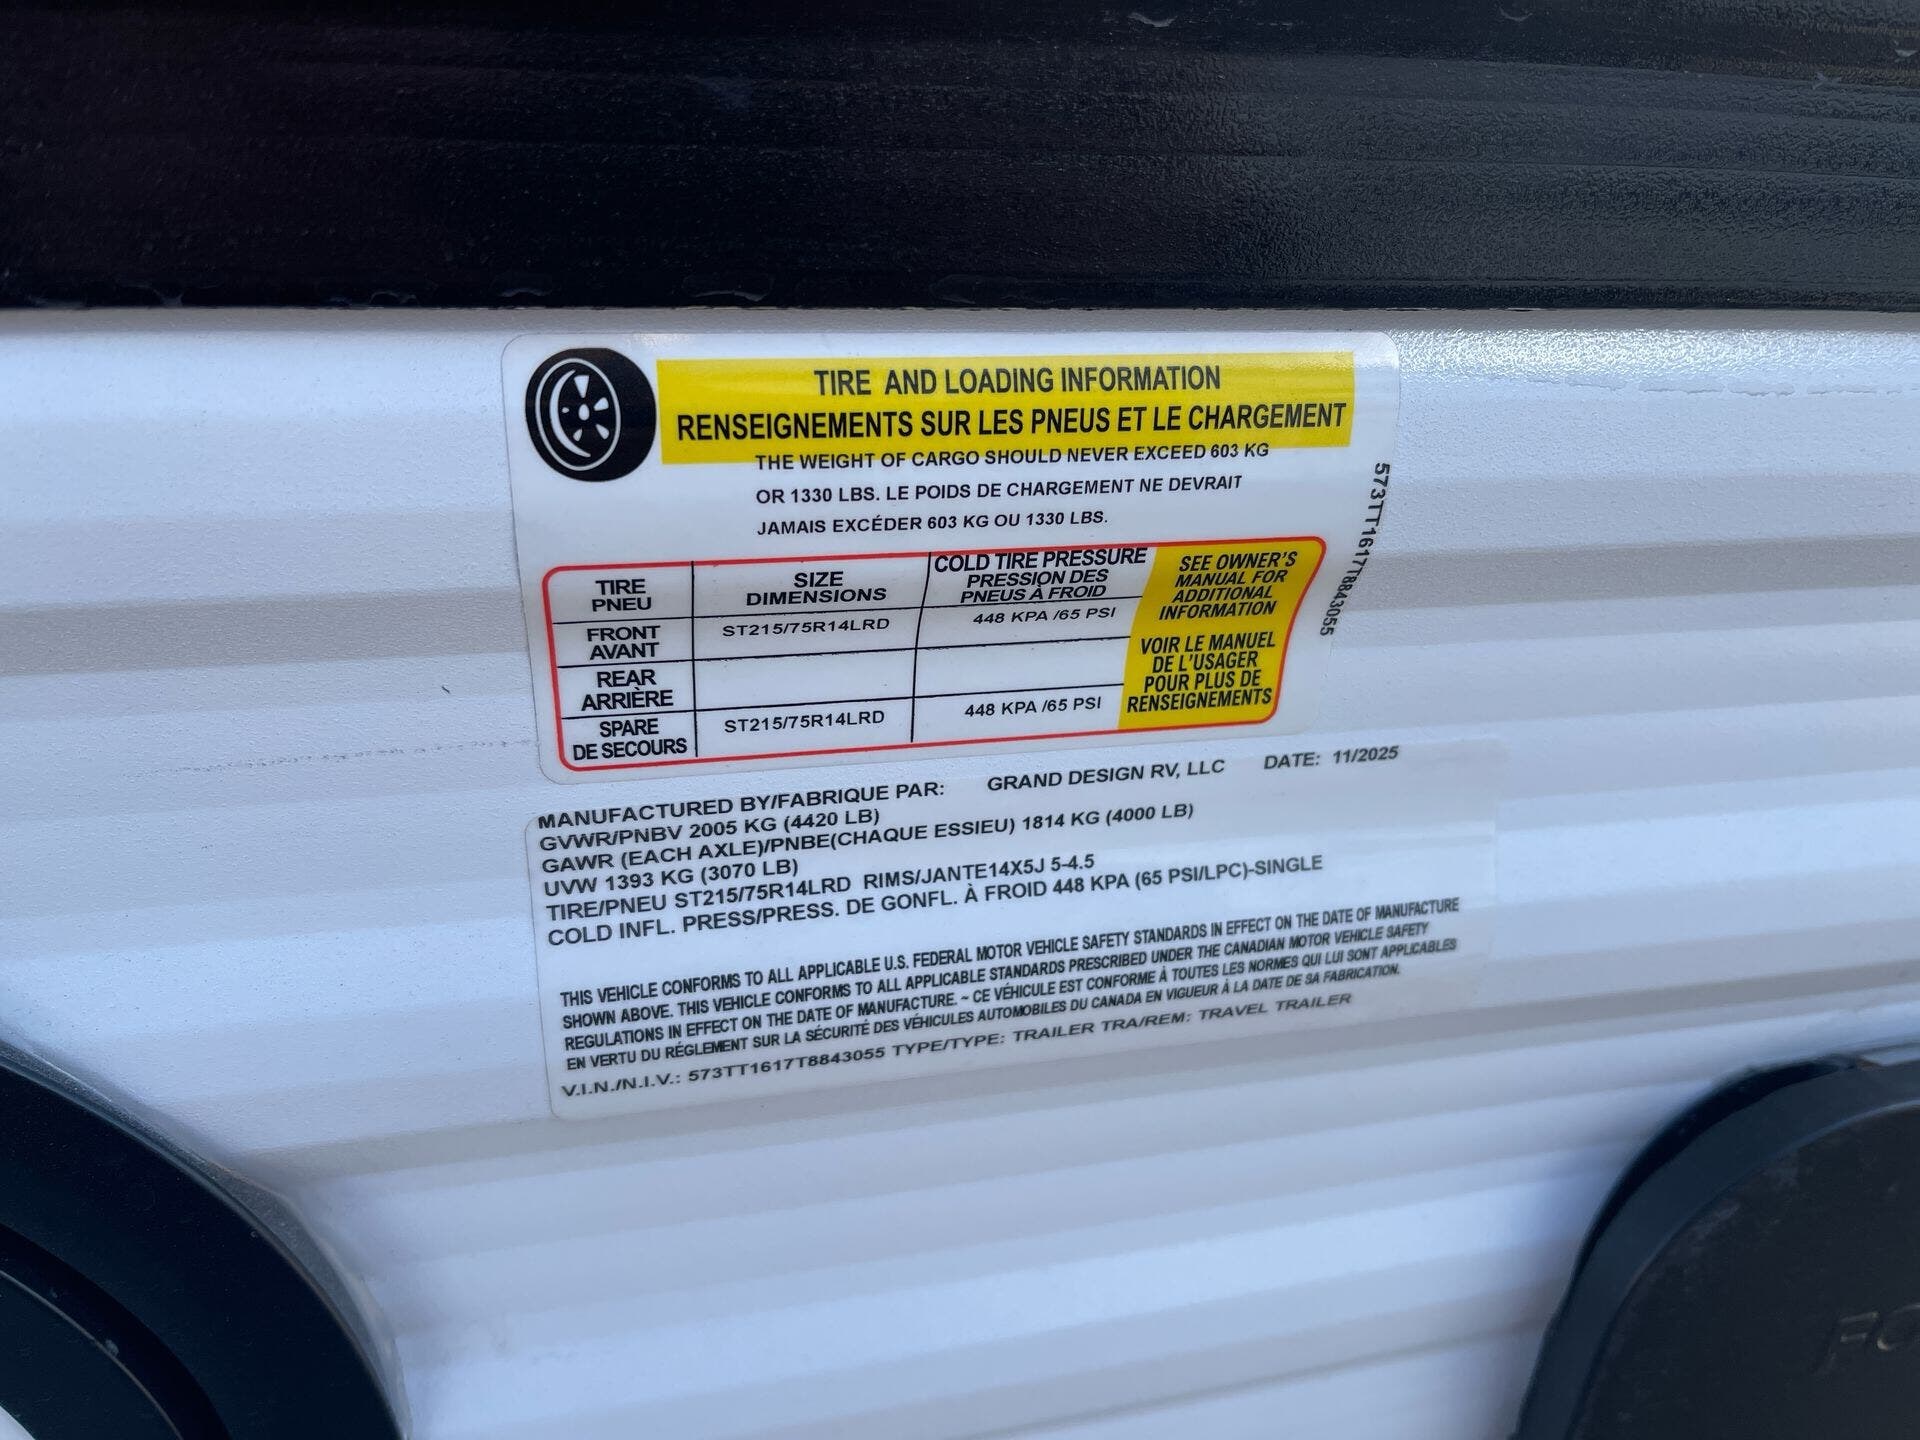 TIRE AND LOADING INFORMATION
RENSEIGNEMENTS SUR LES PNEUS ET LE CHARGEMENT
THE WEIGHT OF CARGO SHOULD NEVER EXCEED 603 KG
OR 1330 LBS. LE POIDS DE CHARGEMENT NE DEVRAIT
JAMAIS EXCÉDER 603 KG OU 1330 LBS.
573TT1617T8843055
TIRE
PNEU
SIZE
DIMENSIONS
COLD TIRE PRESSURE
PRESSION DES
PNEUS À FROID
FRONT
AVANT
ST215/75R14LRD
448 KPA /65 PSI
REAR
ARRIÈRE
SPARE
DE SECOURS
ST215/75R14LRD
448 KPA /65 PSI
SEE OWNER'S
MANUAL FOR
ADDITIONAL
INFORMATION
VOIR LE MANUEL
DE L'USAGER
POUR PLUS DE
RENSEIGNEMENTS
MANUFACTURED BY/FABRIQUE PAR: GRAND DESIGN RV, LLC DATE: 11/2025
GVWR/PNBV 2005 KG (4420 LB)
GAWR (EACH AXLE)/PNBE(CHAQUE ESSIEU) 1814 KG (4000 LB)
UVW 1393 KG (3070 LB)
TIRE/PNEU ST215/75R14LRD RIMS/JANTE14X5J 5-4.5
COLD INFL. PRESS/PRESS. DE GONFL. À FROID 448 KPA (65 PSI/LPC)-SINGLE
THIS VEHICLE CONFORMS TO ALL APPLICABLE U.S. FEDERAL MOTOR VEHICLE SAFETY STANDARDS IN EFFECT ON THE DATE OF MANUFACTURE
SHOWN ABOVE. THIS VEHICLE CONFORMS TO ALL APPLICABLE STANDARDS PRESCRIBED UNDER THE CANADIAN MOTOR VEHICLE SAFETY
REGULATIONS IN EFFECT ON THE DATE OF MANUFACTURE. ~ CE VÉHICULE EST CONFORME À TOUTES LES NORMES QUI LUI SONT APPLICABLES
EN VERTU DU RÉGLEMENT SUR LA SÉCURITÉ DES VÉHICULES AUTOMOBILES DU CANADA EN VIGUEUR À LA DATE DE SA FABRICATION.
V.I.N./N.I.V.: 573TT1617T8843055 TYPE/TYPE: TRAILER TRA/REM: TRAVEL TRAILER